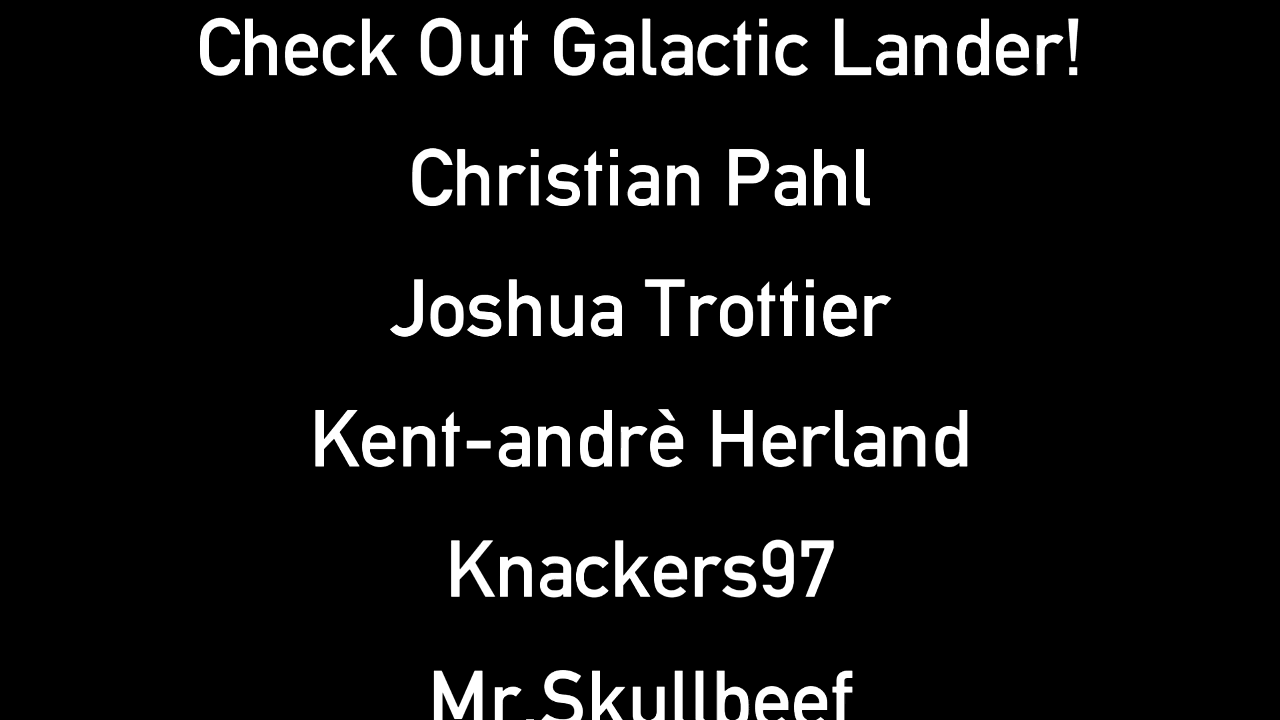 Check Out Galactic Lander!
Christian Pahl
Joshua Trottier
Kent-andrè Herland
Knackers97
Mr.Skullbeef